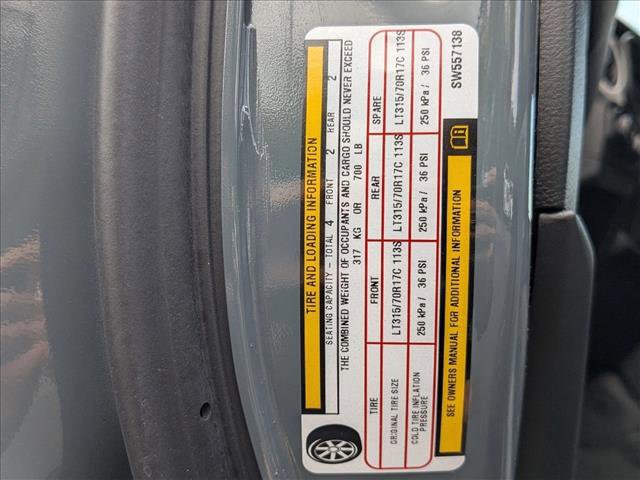 TIRE AND LOADING INFORMATION
SEATING CAPACITY - TOTAL 4 FRONT 2 REAR 2
THE COMBINED WEIGHT OF OCCUPANTS AND CARGO SHOULD NEVER EXCEED
317 KG OR 700 LB
TIRE FRONT REAR SPARE
ORIGINAL TIRE SIZE LT315/70R17C 113S LT315/70R17C 113S LT315/70R17C 113S
COLD TIRE INFLATION PRESSURE 250 kPa / 36 PSI 250 kPa / 36 PSI 250 kPa / 36 PSI
SEE OWNERS MANUAL FOR ADDITIONAL INFORMATION
SW557138